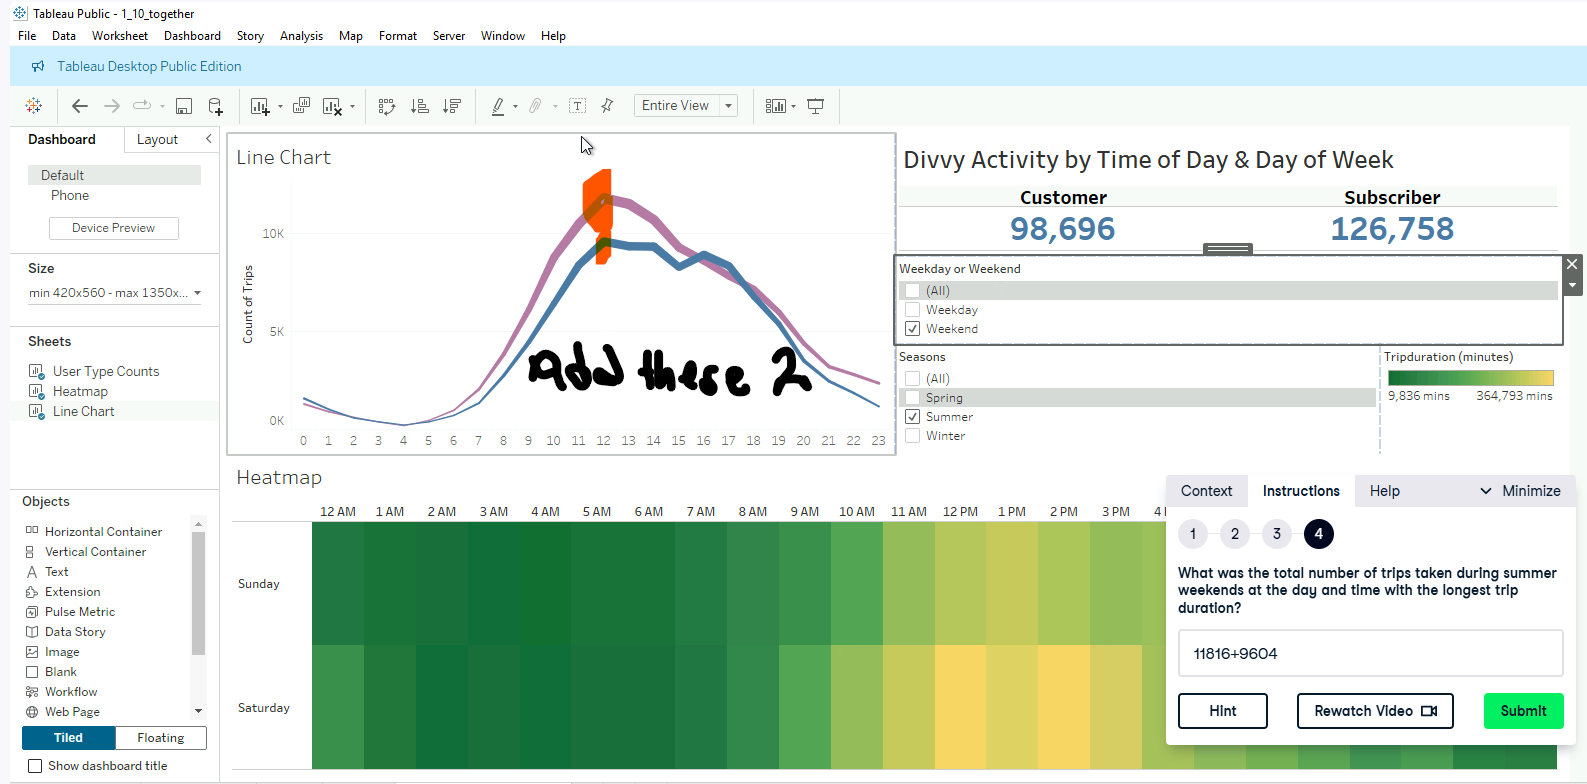 Tableau Public - 1_10_together
File Data Worksheet Dashboard Story Analysis Map Format Server Window Help
Tableau Desktop Public Edition
Entire View
Dashboard Layout
Default
Phone
Device Preview
Size
min 420x560 - max 1350x...
Sheets
User Type Counts
Heatmap
Line Chart
Objects
Horizontal Container
Vertical Container
Text
Extension
Pulse Metric
Data Story
Image
Blank
Workflow
Web Page
Tiled Floating
Show dashboard title
Line Chart
Count of Trips
10K
5K
0K
0 1 2 3 4 5 6 7 8 9 10 11 12 13 14 15 16 17 18 19 20 21 22 23
Add these 2
Divvy Activity by Time of Day & Day of Week
Customer Subscriber
98,696 126,758
Weekday or Weekend
(All)
Weekday
Weekend
Seasons
(All)
Spring
Summer
Winter
Tripduration (minutes)
9,836 mins 364,793 mins
Heatmap
12 AM 1 AM 2 AM 3 AM 4 AM 5 AM 6 AM 7 AM 8 AM 9 AM 10 AM 11 AM 12 PM 1 PM 2 PM 3 PM 4
Sunday
Saturday
Context Instructions Help Minimize
1 2 3 4
What was the total number of trips taken during summer
weekends at the day and time with the longest trip
duration?
11816+9604
Hint Rewatch Video Submit